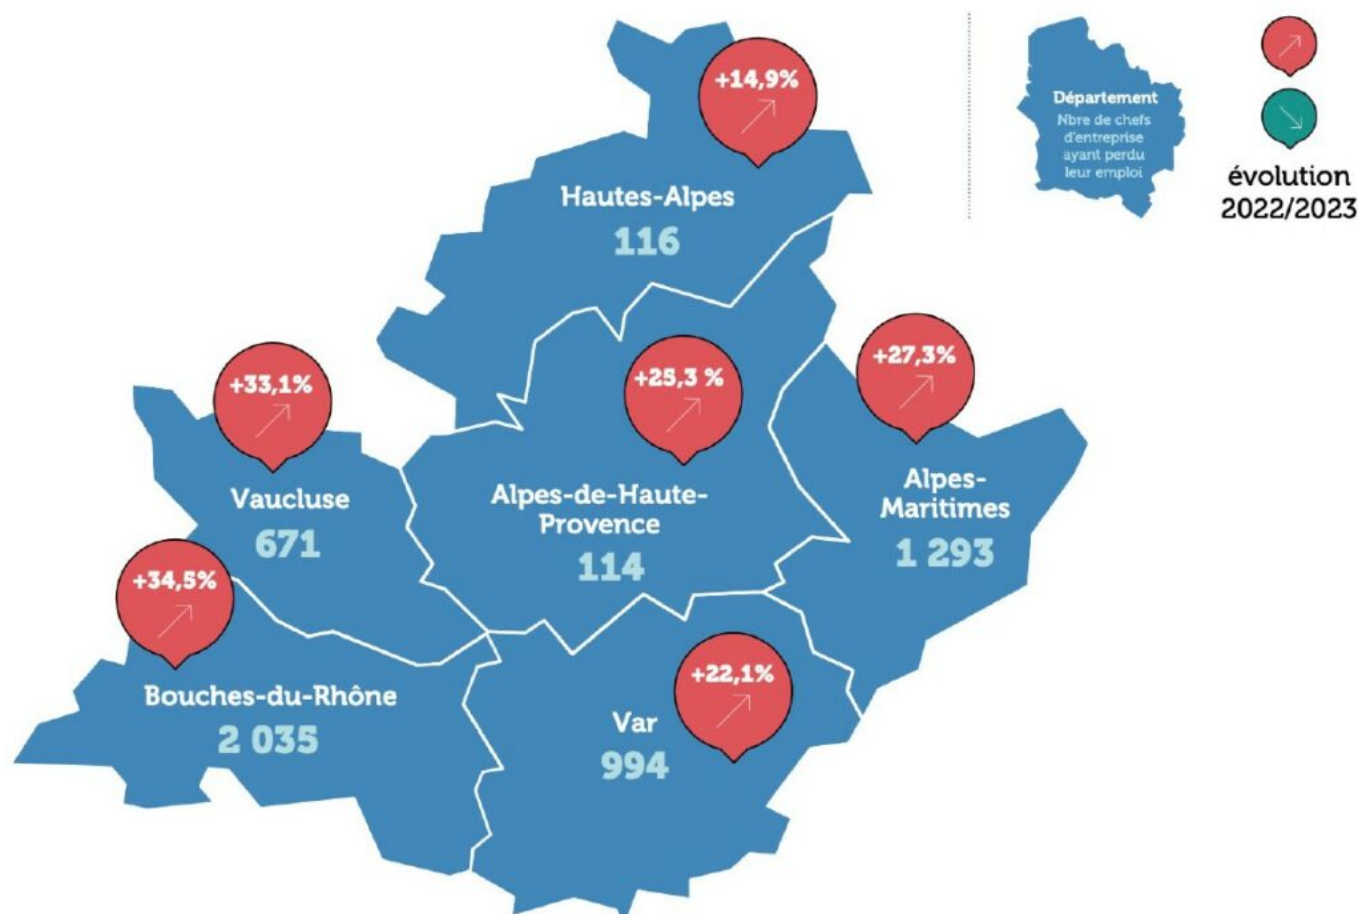 +14,9%
Hautes-Alpes
116
Département
Nbre de chefs
d'entreprise
ayant perdu
leur emploi
évolution
2022/2023
+33,1%
Vaucluse
671
+25,3 %
Alpes-de-Haute-
Provence
114
+27,3%
Alpes-
Maritimes
1 293
+34,5%
Bouches-du-Rhône
2 035
+22,1%
Var
994